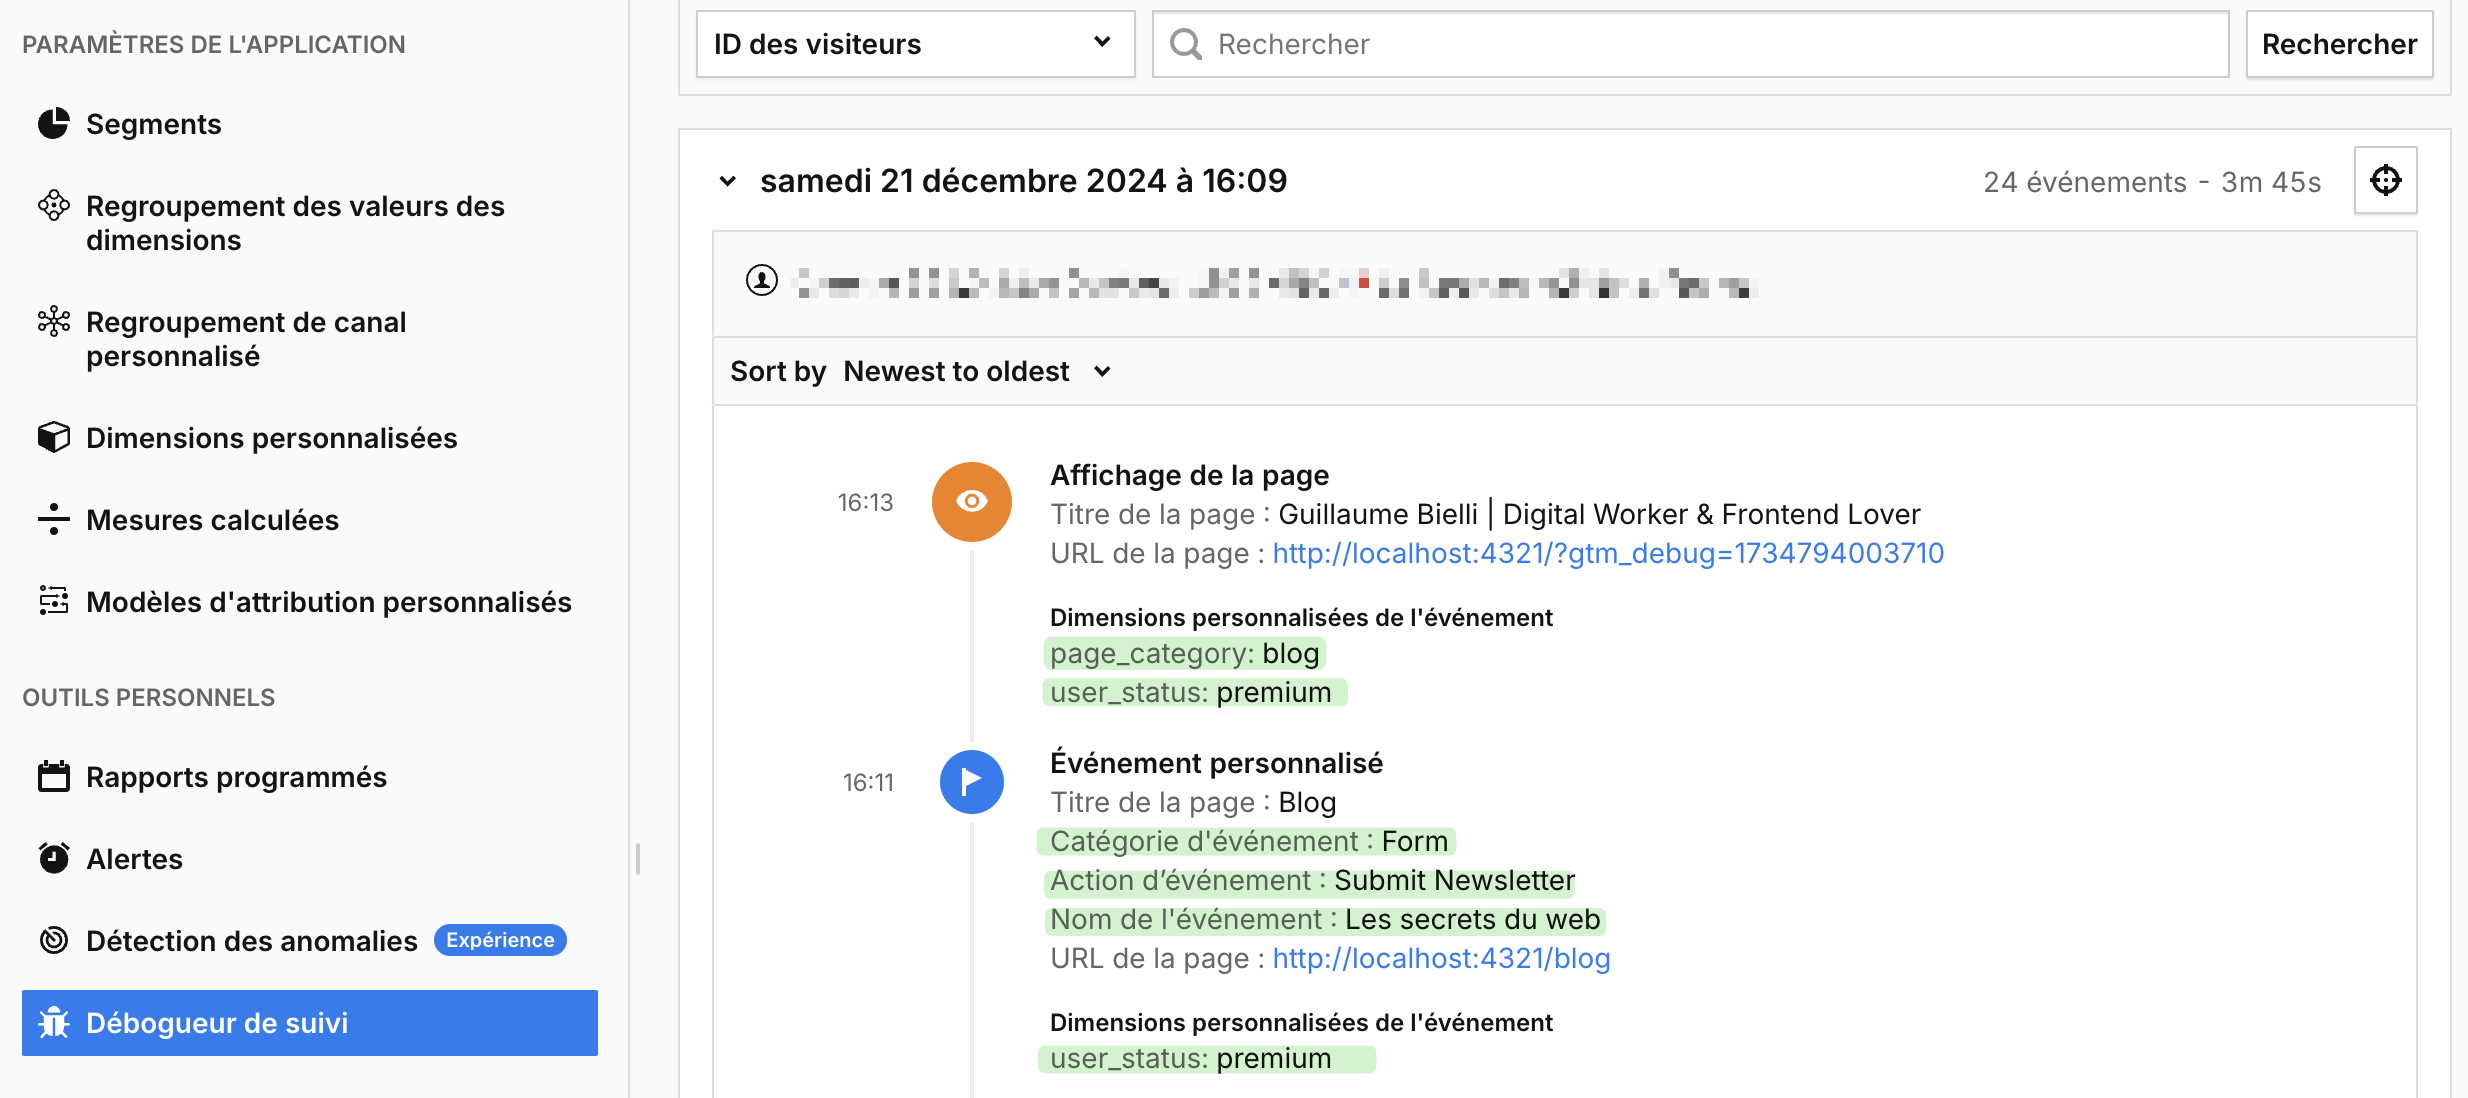 PARAMÈTRES DE L'APPLICATION
Segments
Regroupement des valeurs des
dimensions
Regroupement de canal
personnalisé
Dimensions personnalisées
Mesures calculées
Modèles d'attribution personnalisés
OUTILS PERSONNELS
Rapports programmés
Alertes
Détection des anomalies Expérience
Débogueur de suivi
ID des visiteurs Rechercher Rechercher
samedi 21 décembre 2024 à 16:09 24 événements - 3m 45s
Sort by Newest to oldest
16:13
Affichage de la page
Titre de la page : Guillaume Bielli | Digital Worker & Frontend Lover
URL de la page : http://localhost:4321/?gtm_debug=1734794003710
Dimensions personnalisées de l'événement
page_category: blog
user_status: premium
16:11
Événement personnalisé
Titre de la page : Blog
Catégorie d'événement : Form
Action d’événement : Submit Newsletter
Nom de l'événement : Les secrets du web
URL de la page : http://localhost:4321/blog
Dimensions personnalisées de l'événement
user_status: premium